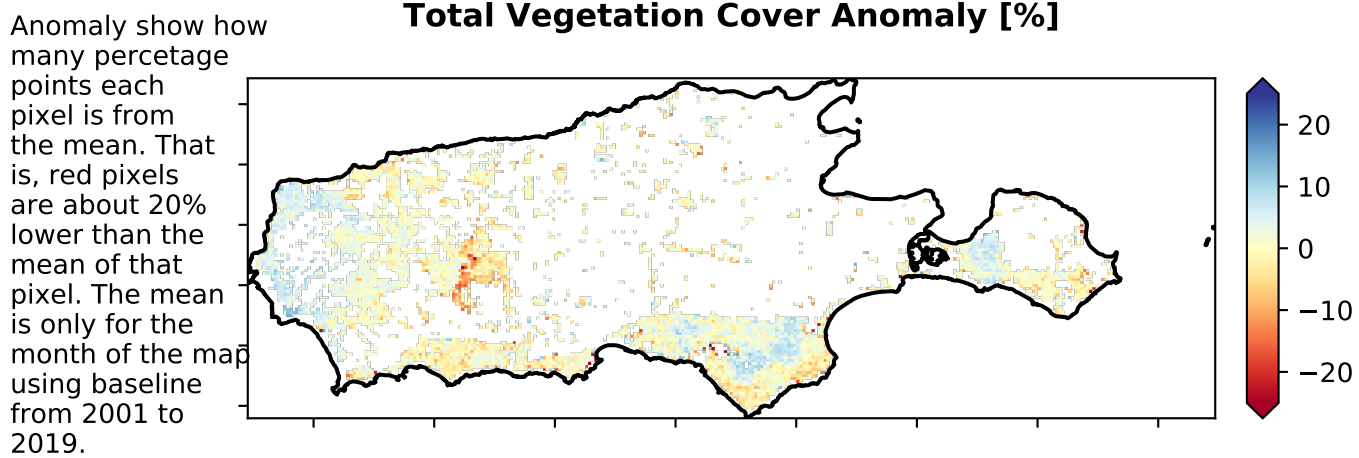 Total Vegetation Cover Anomaly [%]
Anomaly show how
many percetage
points each
pixel is from
the mean. That
is, red pixels
are about 20%
lower than the
mean of that
pixel. The mean
is only for the
month of the map
using baseline
from 2001 to
2019.
20
10
0
−10
−20